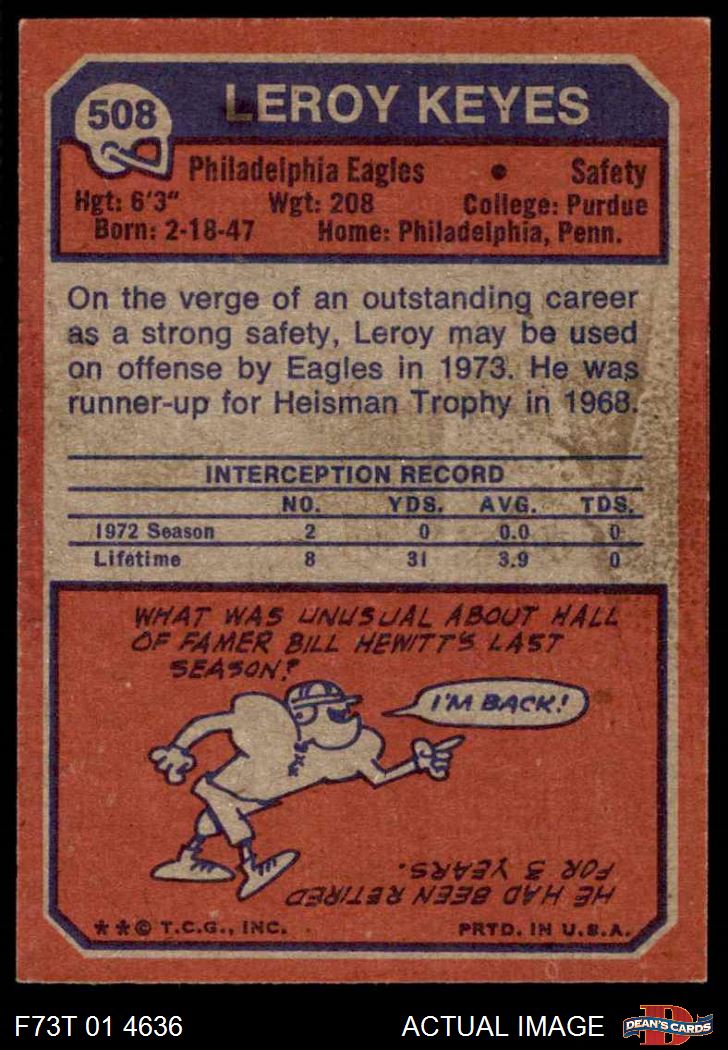 508
LEROY KEYES
Philadelphia Eagles • Safety
Hgt: 6'3" Wgt: 208 College: Purdue
Born: 2-18-47 Home: Philadelphia, Penn.
On the verge of an outstanding career
as a strong safety, Leroy may be used
on offense by Eagles in 1973. He was
runner-up for Heisman Trophy in 1968.
INTERCEPTION RECORD
NO. YDS. AVG. TDS.
1972 Season 2 0 0.0 0
Lifetime 8 31 3.9 0
WHAT WAS UNUSUAL ABOUT HALL
OF FAMER BILL HEWITT'S LAST
SEASON?
I'M BACK!
HE HAD BEEN RETIRED
FOR 3 YEARS.
**© T.C.G., INC. PRTD. IN U.S.A.
F73T 01 4636 ACTUAL IMAGE
D
DEAN'S CARDS